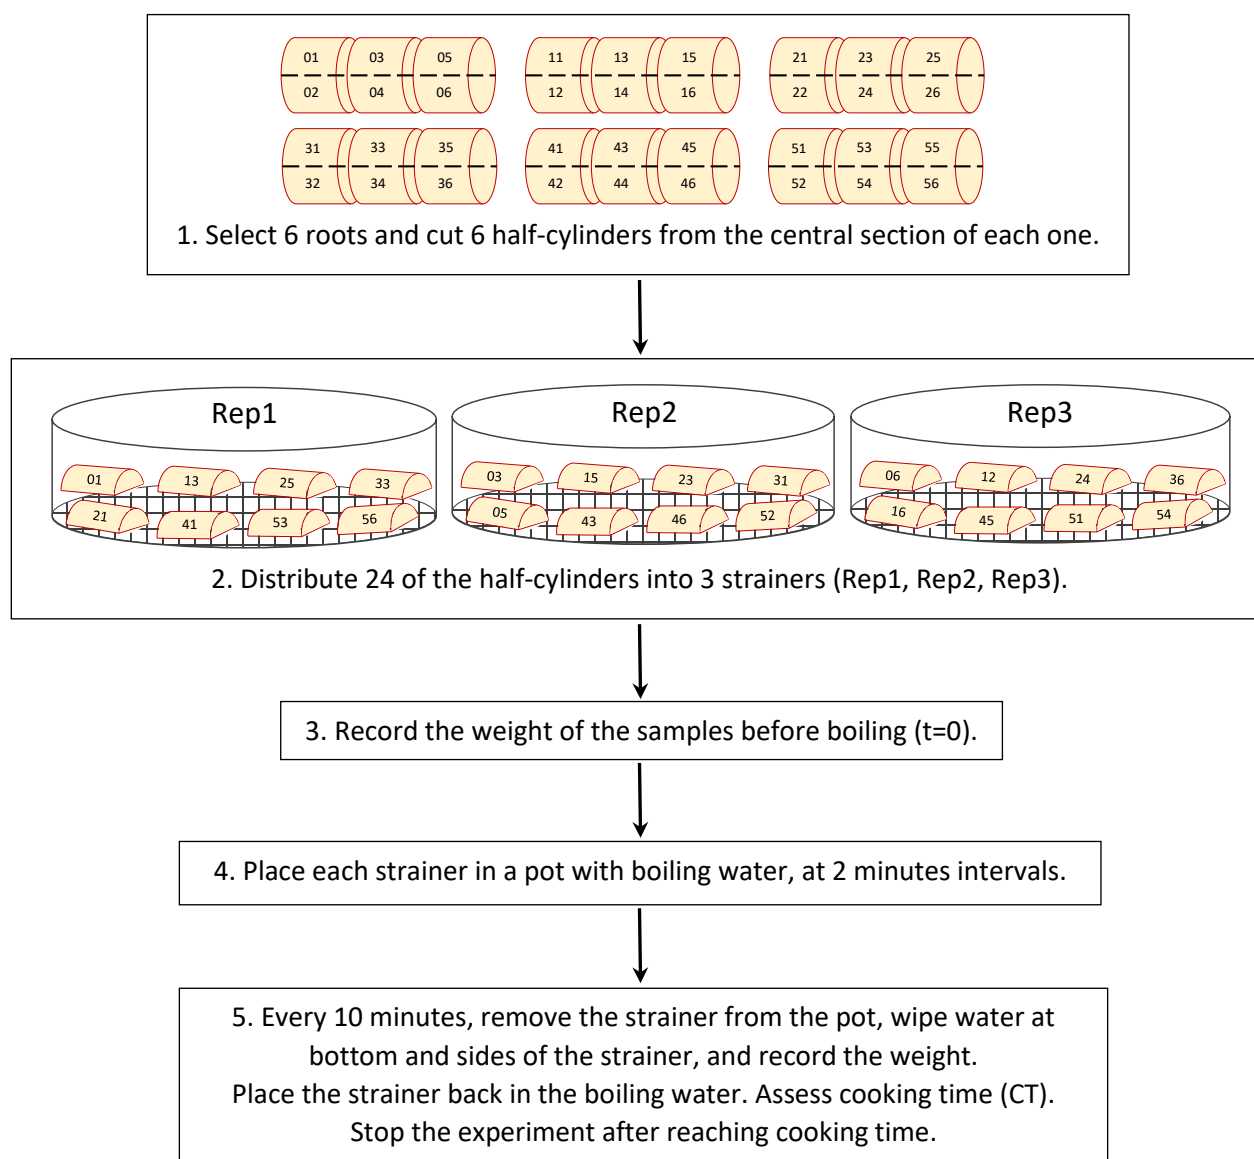 01 03 05 11 13 15 21 23 25
02 04 06 12 14 16 22 24 26
31 33 35 41 43 45 51 53 55
32 34 36 42 44 46 52 54 56
1. Select 6 roots and cut 6 half-cylinders from the central section of each one.
Rep1 Rep2 Rep3
01 13 25 33 03 15 23 31 06 12 24 36
21 41 53 56 05 43 46 52 16 45 51 54
2. Distribute 24 of the half-cylinders into 3 strainers (Rep1, Rep2, Rep3).
3. Record the weight of the samples before boiling (t=0).
4. Place each strainer in a pot with boiling water, at 2 minutes intervals.
5. Every 10 minutes, remove the strainer from the pot, wipe water at
bottom and sides of the strainer, and record the weight.
Place the strainer back in the boiling water. Assess cooking time (CT).
Stop the experiment after reaching cooking time.